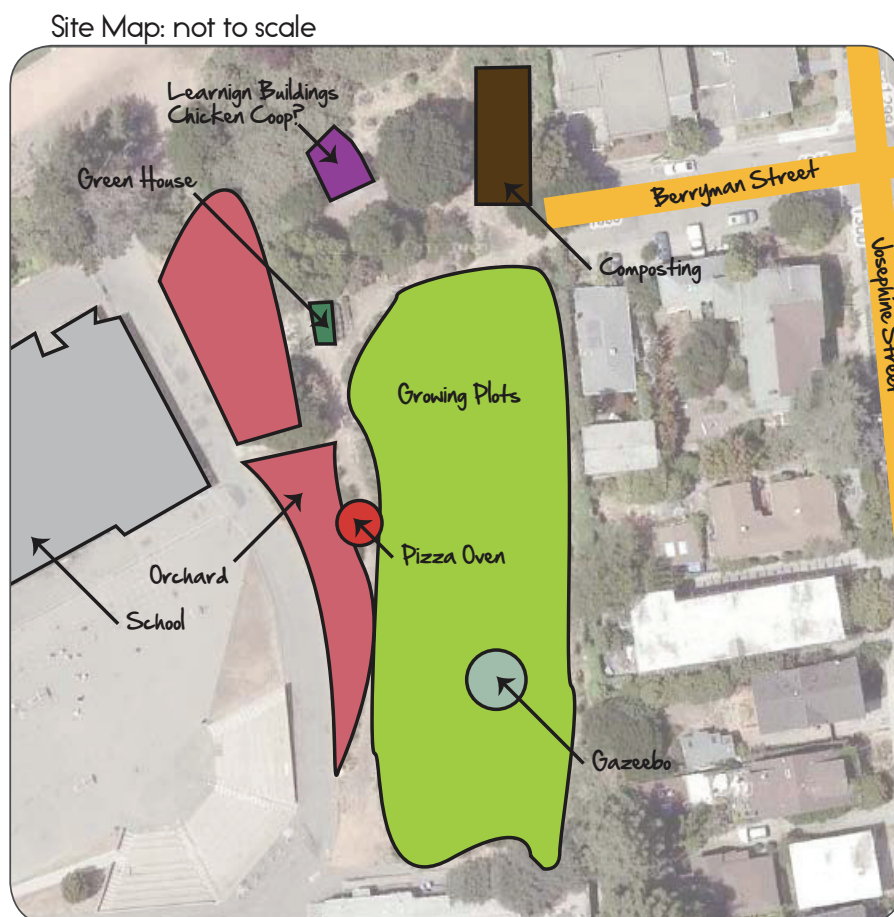 Site Map: not to scale
Learnign Buildings
Chicken Coop?
Green House
Berryman Street
Composting
Josephine Street
Growing Plots
Pizza Oven
Orchard
School
Gazeebo